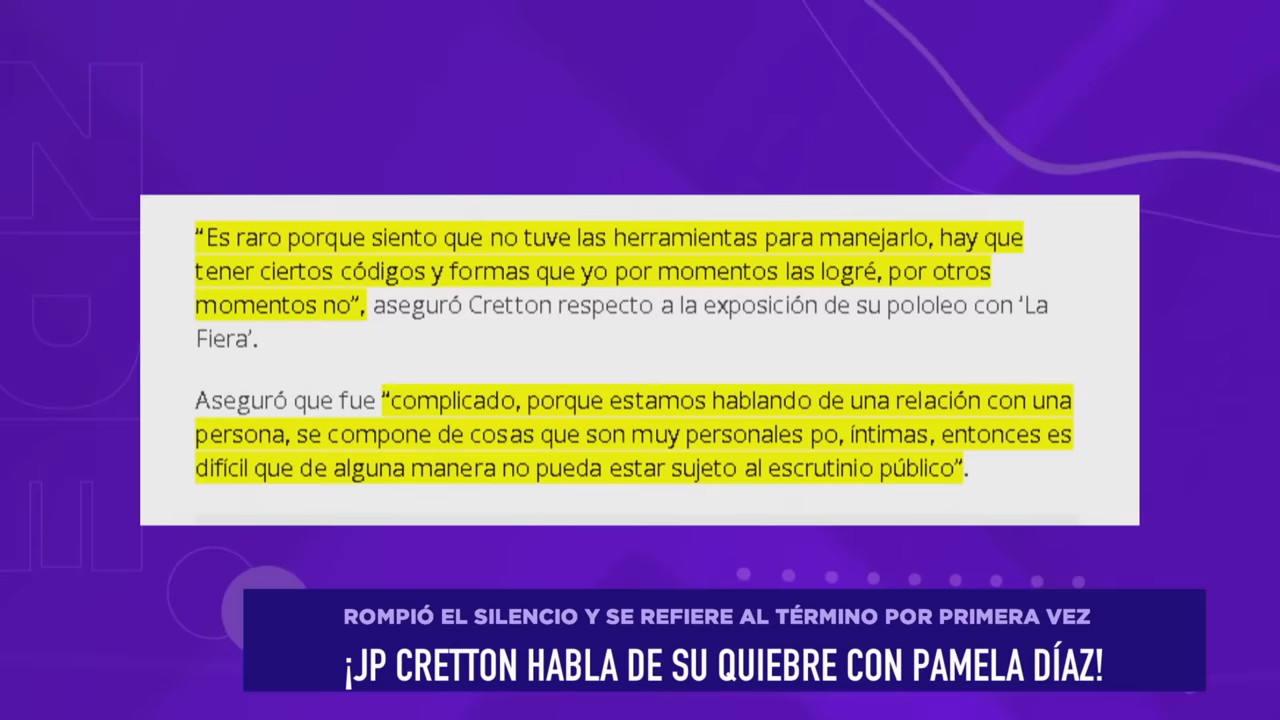 “Es raro porque siento que no tuve las herramientas para manejarlo, hay que
tener ciertos códigos y formas que yo por momentos las logré, por otros
momentos no”, aseguró Cretton respecto a la exposición de su pololeo con ‘La
Fiera’.
Aseguró que fue “complicado, porque estamos hablando de una relación con una
persona, se compone de cosas que son muy personales po, íntimas, entonces es
difícil que de alguna manera no pueda estar sujeto al escrutinio público”.
ROMPIÓ EL SILENCIO Y SE REFIERE AL TÉRMINO POR PRIMERA VEZ
¡JP CRETTON HABLA DE SU QUIEBRE CON PAMELA DÍAZ!